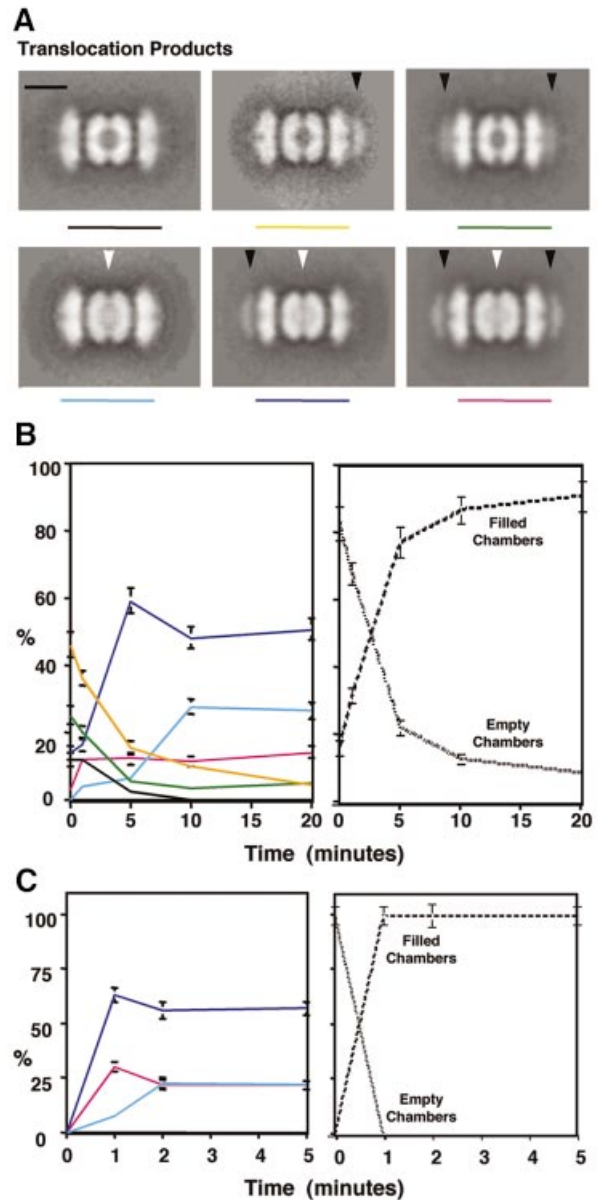 A
Translocation Products
B
100
80
60
%
40
20
0
0 5 10 15 20
Filled
Chambers
Empty
Chambers
0 5 10 15 20
Time (minutes)
C
100
75
50
%
25
0
0 1 2 3 4 5
Filled
Chambers
Empty
Chambers
0 1 2 3 4 5
Time (minutes)